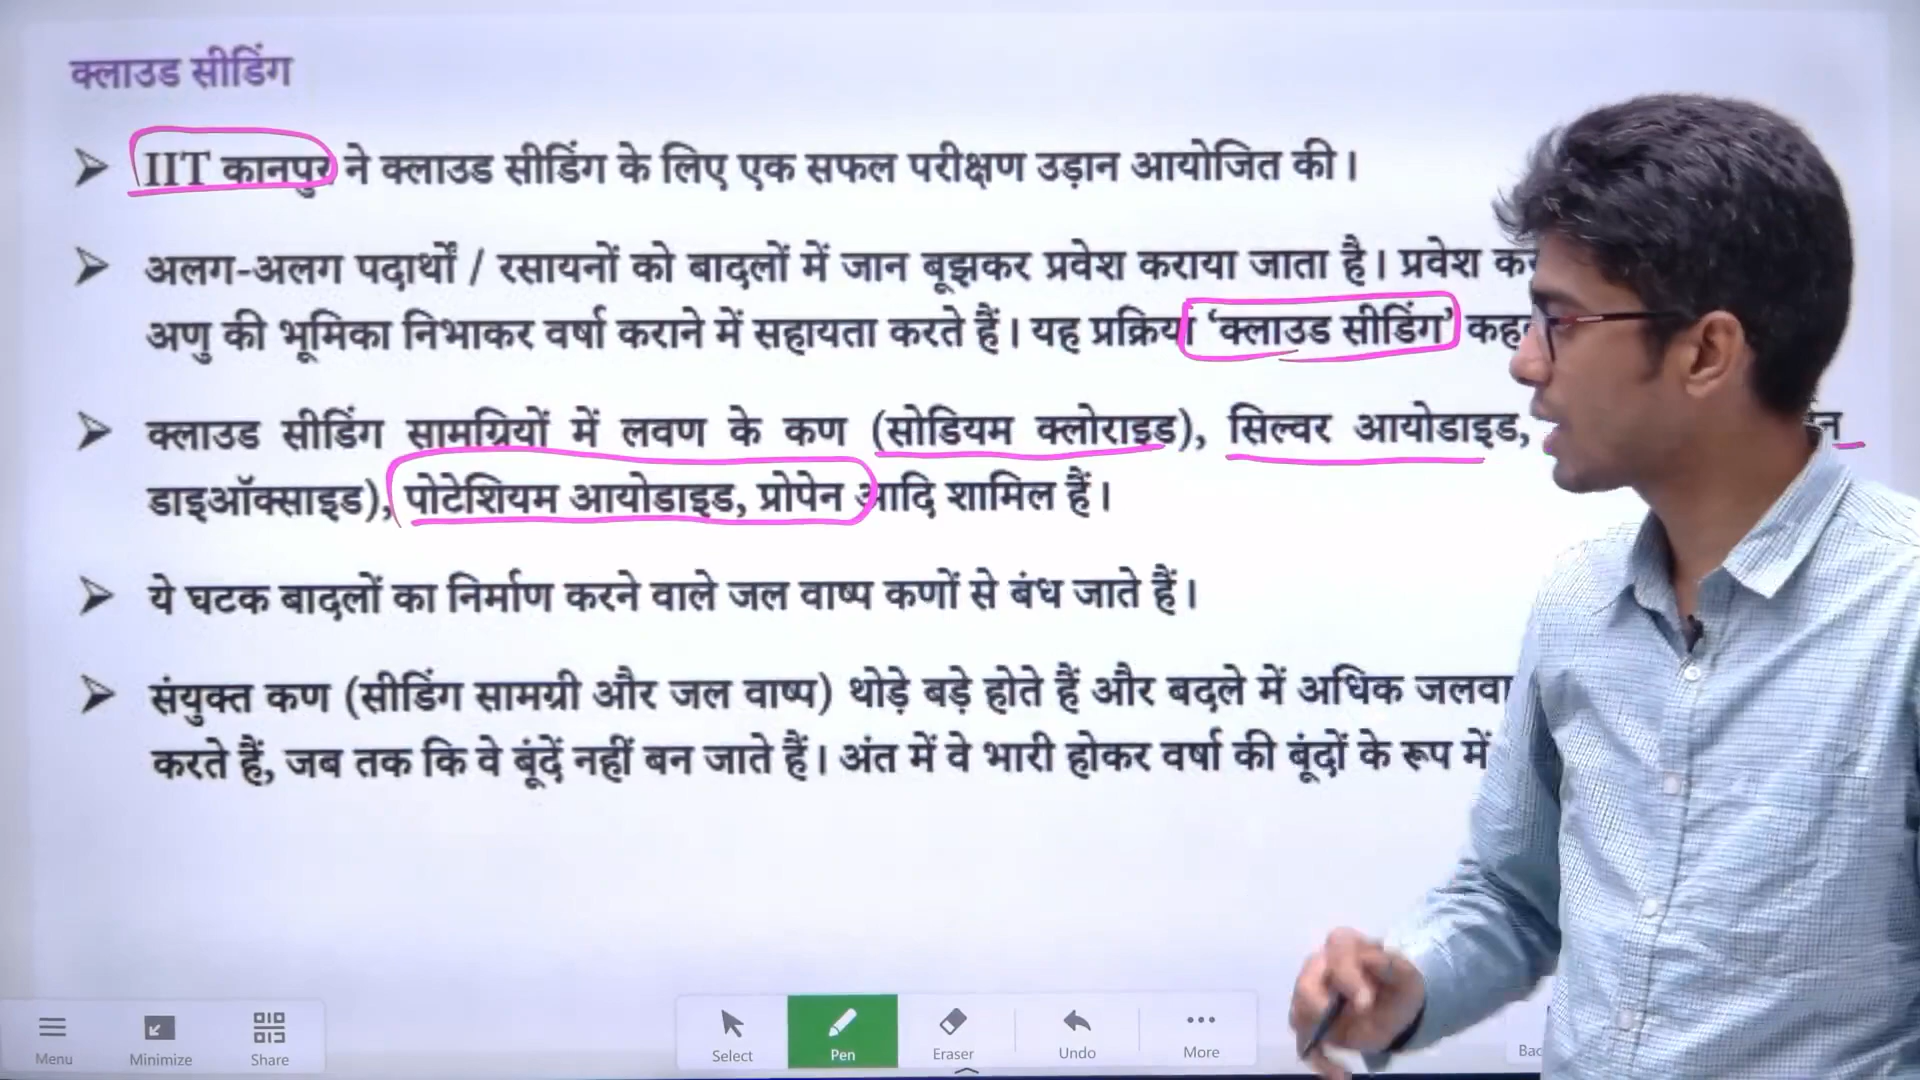 क्लाउड सीडिंग
➤ IIT कानपुर ने क्लाउड सीडिंग के लिए एक सफल परीक्षण उड़ान आयोजित की।
➤ अलग-अलग पदार्थों / रसायनों को बादलों में जान बूझकर प्रवेश कराया जाता है। प्रवेश
अणु की भूमिका निभाकर वर्षा कराने में सहायता करते हैं। यह प्रक्रिया ‘क्लाउड सीडिंग’
➤ क्लाउड सीडिंग सामग्रियों में लवण के कण (सोडियम क्लोराइड), सिल्वर आयोडाइड,
डाइऑक्साइड), पोटेशियम आयोडाइड, प्रोपेन आदि शामिल हैं।
➤ ये घटक बादलों का निर्माण करने वाले जल वाष्प कणों से बंध जाते हैं।
➤ संयुक्त कण (सीडिंग सामग्री और जल वाष्प) थोड़े बड़े होते हैं और बदले में अधिक
करते हैं, जब तक कि वे बूंदें नहीं बन जाते हैं। अंत में वे भारी होकर वर्षा की बूंदों के रूप में
Menu Minimize Share Select Pen Eraser Undo More